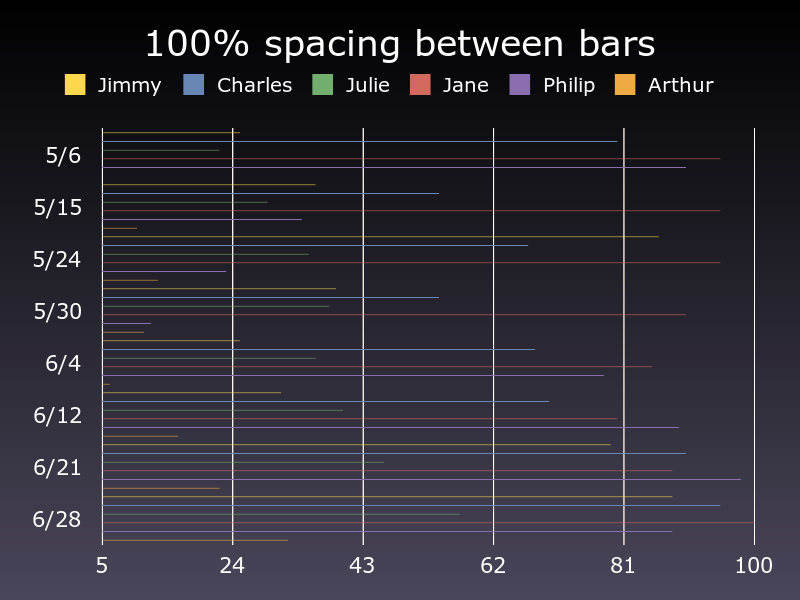 100% spacing between bars
Jimmy Charles Julie Jane Philip Arthur
5/6
5/15
5/24
5/30
6/4
6/12
6/21
6/28
5 24 43 62 81 100